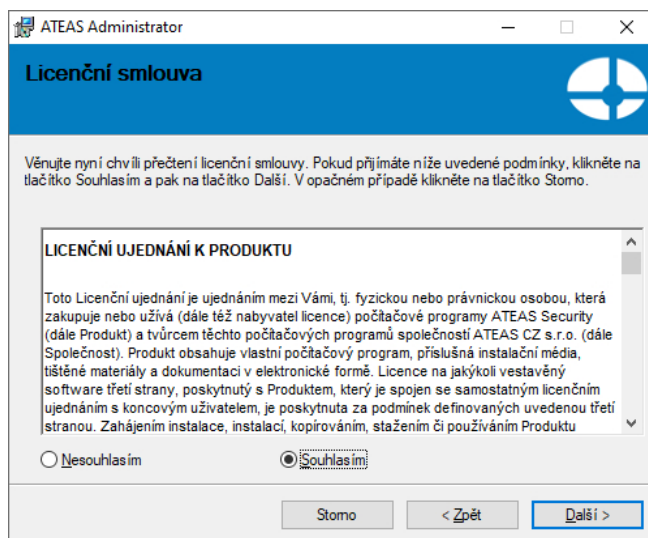 ATEAS Administrator
Licenční smlouva
Věnujte nyní chvíli přečtení licenční smlouvy. Pokud přijímáte níže uvedené podmínky, klikněte na
tlačítko Souhlasím a pak na tlačítko Další. V opačném případě klikněte na tlačítko Storno.
LICENČNÍ UJEDNÁNÍ K PRODUKTU
Toto Licenční ujednání je ujednáním mezi Vámi, tj. fyzickou nebo právnickou osobou, která
zakupuje nebo užívá (dále též nabyvatel licence) počítačové programy ATEAS Security
(dále Produkt) a tvůrcem těchto počítačových programů společností ATEAS CZ s.r.o. (dále
Společnost). Produkt obsahuje vlastní počítačový program, příslušná instalační média,
tištěné materiály a dokumentaci v elektronické formě. Licence na jakýkoli vestavěný
software třetí strany, poskytnutý s Produktem, který je spojen se samostatným licenčním
ujednáním s koncovým uživatelem, je poskytnuta za podmínek definovaných uvedenou třetí
stranou. Zahájením instalace, instalací, kopírováním, stažením či používáním Produktu
Nesouhlasím Souhlasím
Storno < Zpět Další >